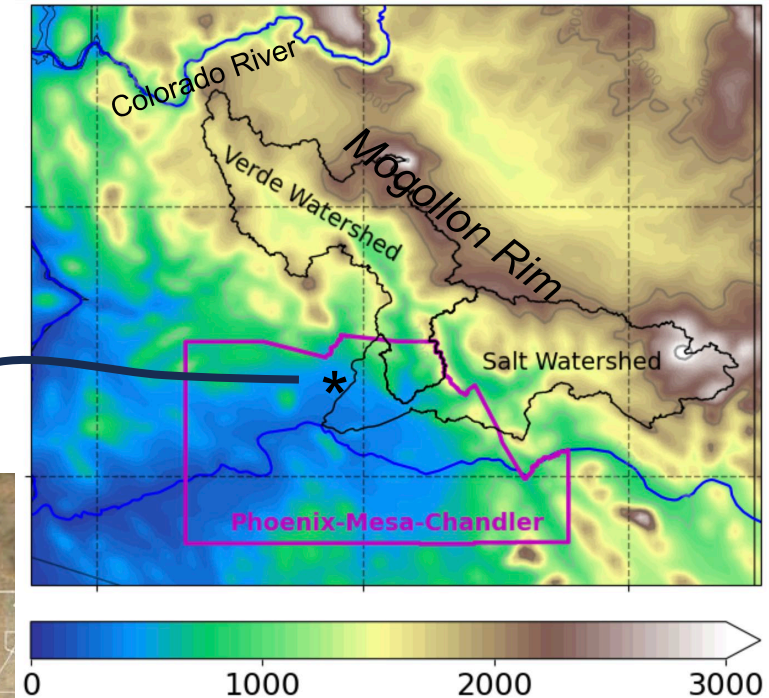 Colorado River
Mogollon Rim
Verde Watershed
Salt Watershed
*
Phoenix-Mesa-Chandler
0 1000 2000 3000